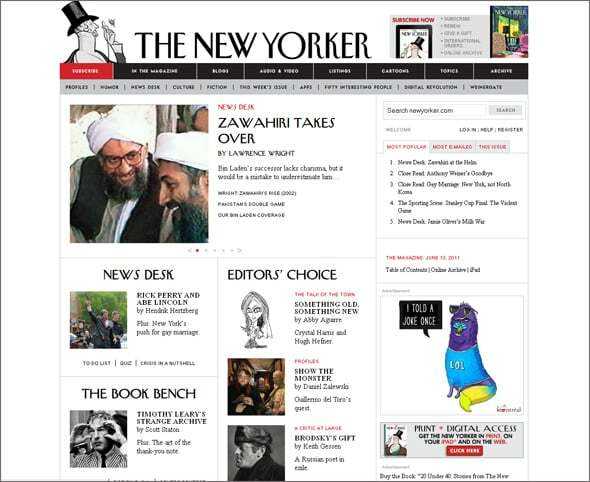 THE NEW YORKER
SUBSCRIBE NOW
• SUBSCRIBE
• RENEW
• GIVE A GIFT
• INTERNATIONAL ORDERS
• ONLINE ARCHIVE
SUBSCRIBE IN THE MAGAZINE BLOGS AUDIO & VIDEO LISTINGS CARTOONS TOPICS ARCHIVE
PROFILES | HUMOR | NEWS DESK | CULTURE | FICTION | THIS WEEK'S ISSUE | APPS | FIFTY INTERESTING PEOPLE | DIGITAL REVOLUTION | WEINERGATE
NEWS DESK
ZAWAHIRI TAKES
OVER
BY LAWRENCE WRIGHT
Bin Laden's successor lacks charisma, but it
would be a mistake to underestimate him....
WRIGHT: ZAWAHIRI'S RISE (2002)
PAKISTAN'S DOUBLE GAME
OUR BIN LADEN COVERAGE
Search newyorker.com SEARCH
WELCOME LOG IN | HELP | REGISTER
MOST POPULAR MOST E-MAILED THIS ISSUE
1. News Desk: Zawahiri at the Helm
2. Close Read: Anthony Weiner's Goodbye
3. Close Read: Gay Marriage: New York, not North
Korea
4. The Sporting Scene: Stanley Cup Final: The Violent
Game
5. News Desk: Jamie Oliver's Milk War
THE MAGAZINE: JUNE 13, 2011
Table of Contents | Online Archive | iPad
NEWS DESK
RICK PERRY AND
ABE LINCOLN
by Hendrik Hertzberg
Plus: New York's
push for gay marriage.
TO DO LIST | QUIZ | CRISIS IN A NUTSHELL
THE BOOK BENCH
TIMOTHY LEARY'S
STRANGE ARCHIVE
by Scott Staton
Plus: The art of the
thank-you note.
EDITORS' CHOICE
THE TALK OF THE TOWN
SOMETHING OLD,
SOMETHING NEW
by Abby Aguirre
Crystal Harris and
Hugh Hefner.
PROFILES
SHOW THE
MONSTER
by Daniel Zalewski
Guillermo del Toro's
quest.
A CRITIC AT LARGE
BRODSKY'S GIFT
by Keith Gessen
A Russian poet in
exile.
Advertisement
I TOLD A
JOKE ONCE
LOL
Advertisement
PRINT + DIGITAL ACCESS
GET THE NEW YORKER IN PRINT, ON
YOUR IPAD AND ON THE WEB.
CLICK HERE
Buy the Book: "20 Under 40: Stories from The New